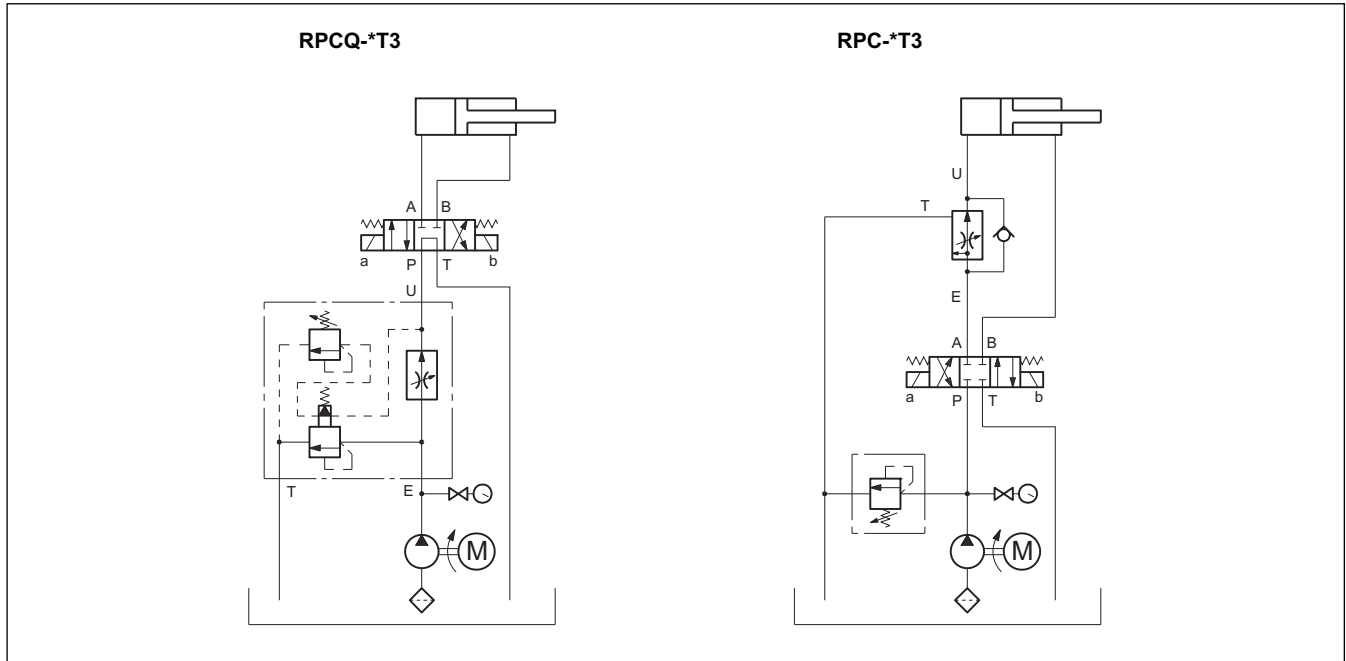 RPCQ-*T3 RPC-*T3
U
A B T
a P T b
U E
A B
a P T b
T E
M M